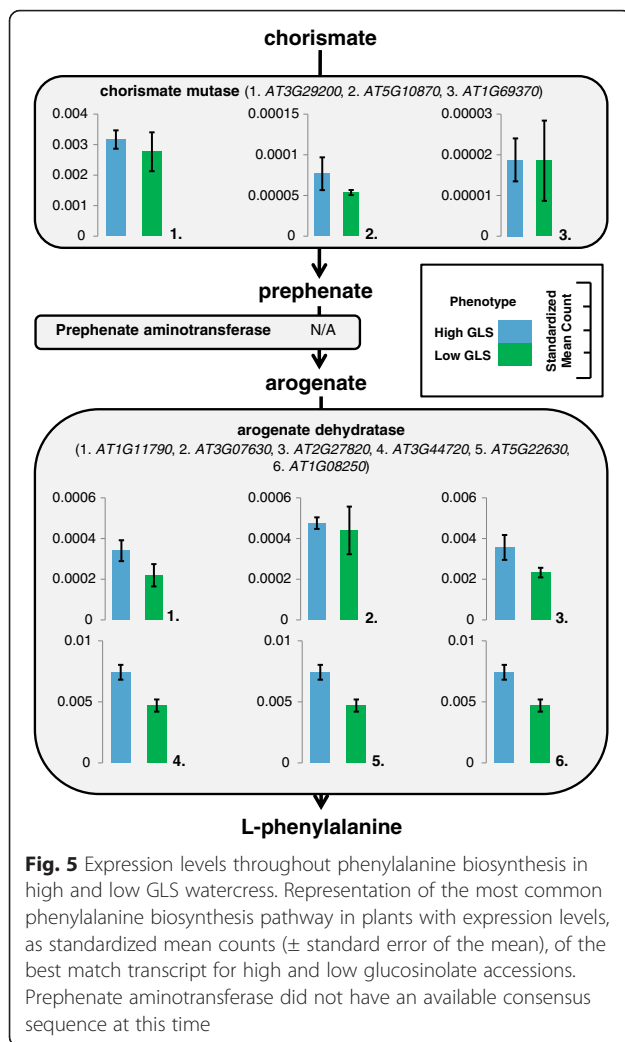 chorismate
chorismate mutase (1. AT3G29200, 2. AT5G10870, 3. AT1G69370)
0.004
0.003
0.002
0.001
0
1.
0.00015
0.0001
0.00005
0
2.
0.00003
0.00002
0.00001
0
3.
prephenate
Prephenate aminotransferase N/A
arogenate
Phenotype
High GLS
Low GLS
Standardized
Mean Count
arogenate dehydratase
(1. AT1G11790, 2. AT3G07630, 3. AT2G27820, 4. AT3G44720, 5. AT5G22630,
6. AT1G08250)
0.0006
0.0004
0.0002
0
1.
0.0006
0.0004
0.0002
0
2.
0.006
0.004
0.002
0
3.
0.01
0.005
0
4.
0.01
0.005
0
5.
0.01
0.005
0
6.
L-phenylalanine
Fig. 5 Expression levels throughout phenylalanine biosynthesis in
high and low GLS watercress. Representation of the most common
phenylalanine biosynthesis pathway in plants with expression levels,
as standardized mean counts (± standard error of the mean), of the
best match transcript for high and low glucosinolate accessions.
Prephenate aminotransferase did not have an available consensus
sequence at this time